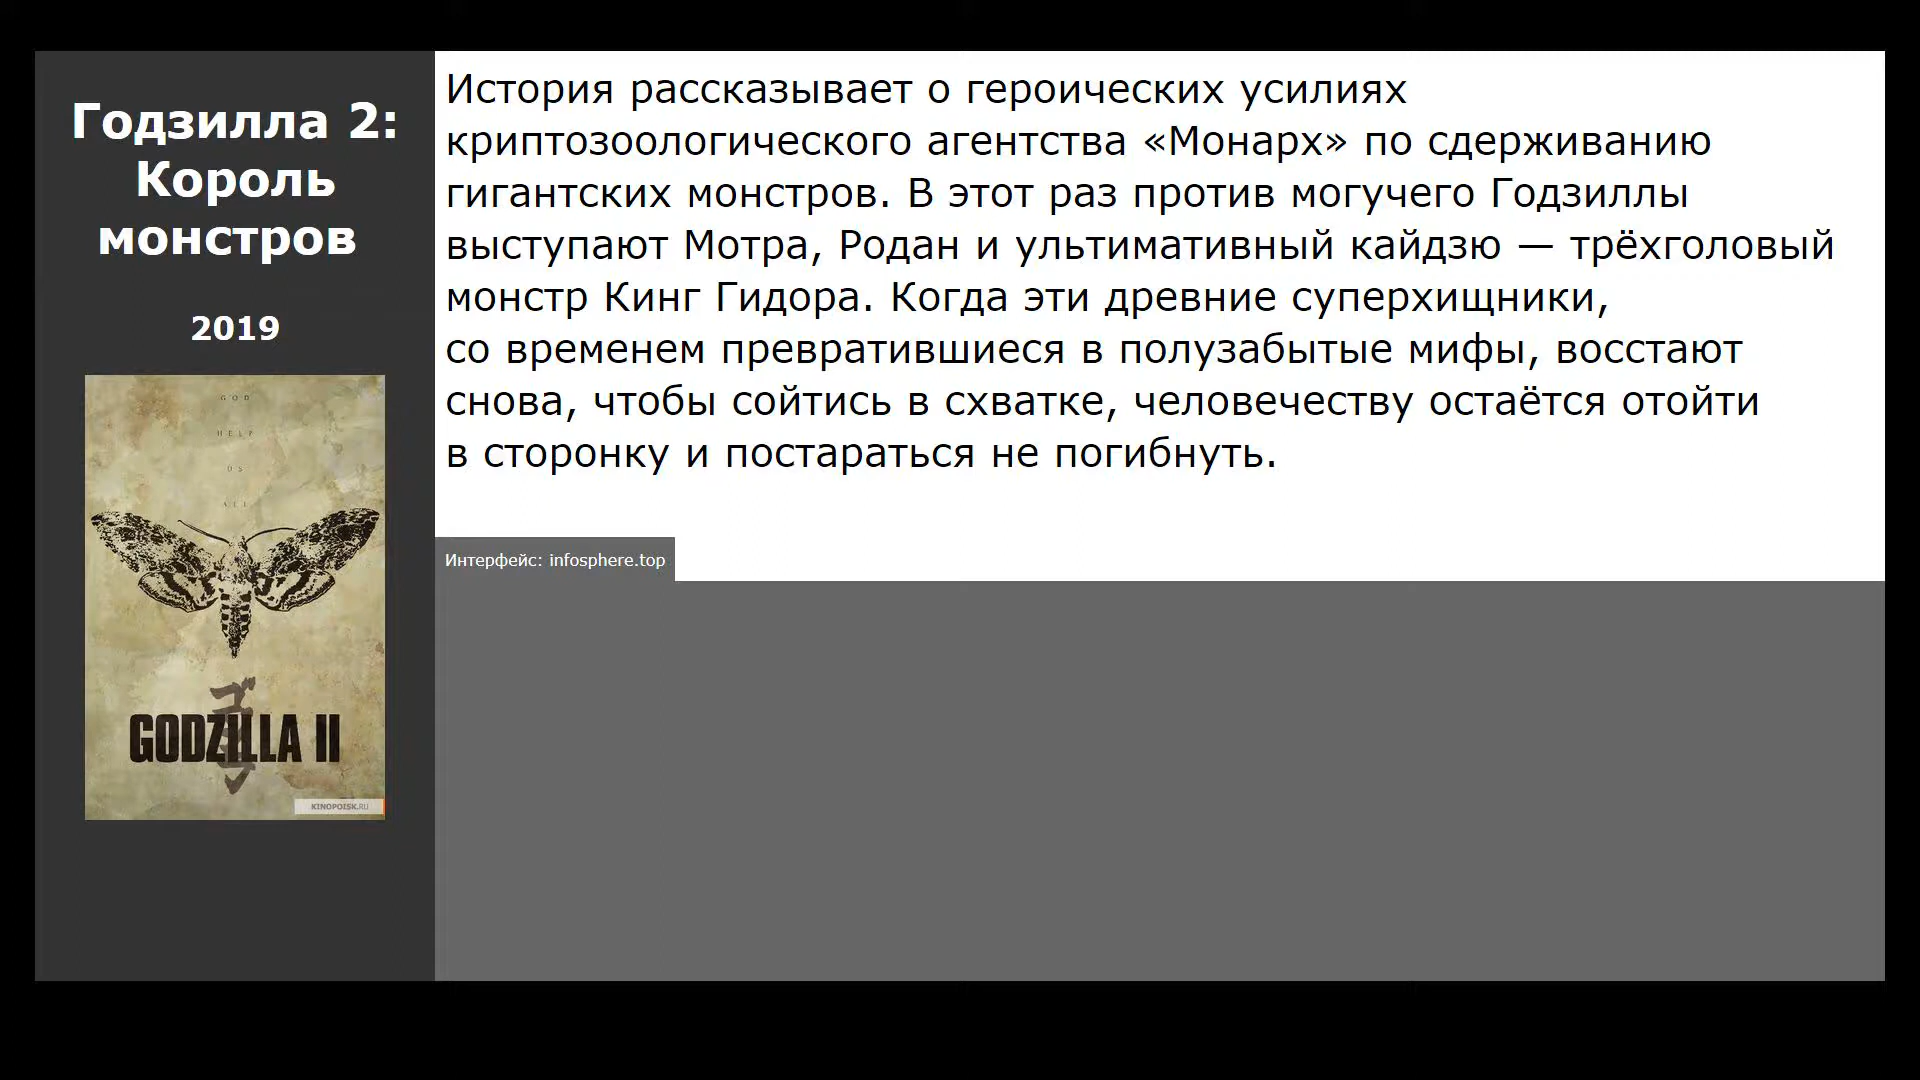 Годзилла 2:
Король
монстров
2019
GOD
HELP
US
ALL
GODZILLA II
KINOPOISK.RU
История рассказывает о героических усилиях
криптозоологического агентства «Монарх» по сдерживанию
гигантских монстров. В этот раз против могучего Годзиллы
выступают Мотра, Родан и ультимативный кайдзю — трёхголовый
монстр Кинг Гидора. Когда эти древние суперхищники,
со временем превратившиеся в полузабытые мифы, восстают
снова, чтобы сойтись в схватке, человечеству остаётся отойти
в сторонку и постараться не погибнуть.
Интерфейс: infosphere.top